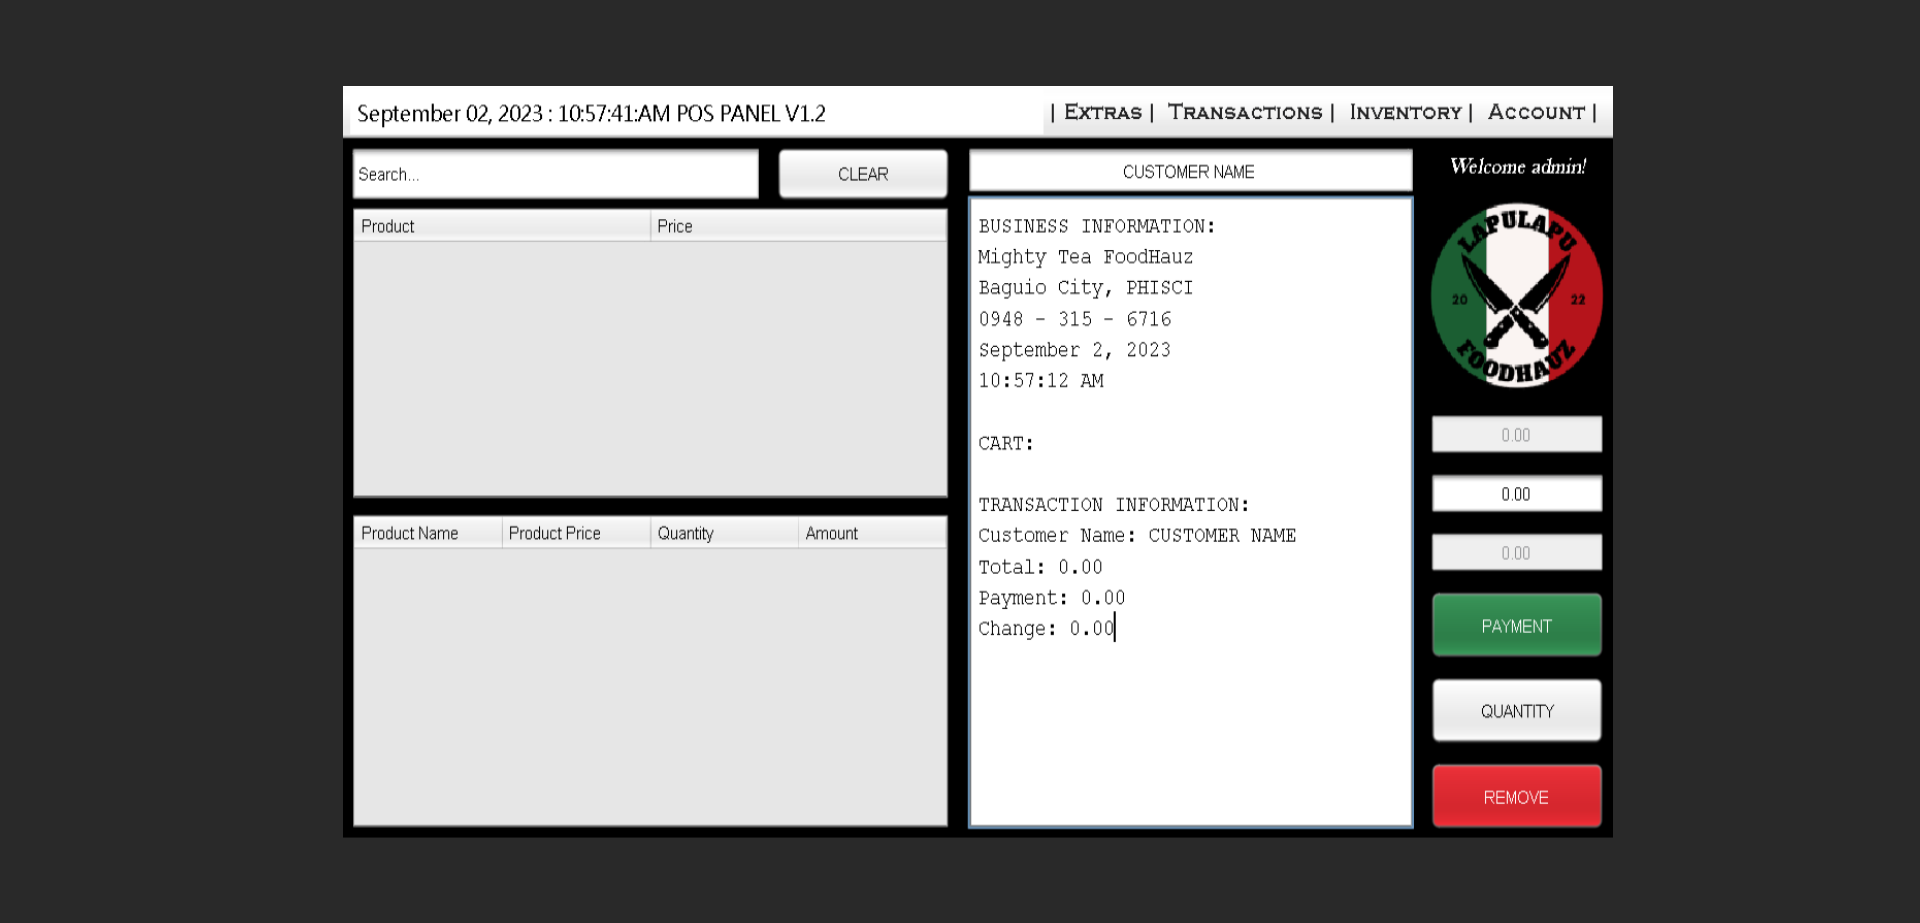 September 02, 2023 : 10:57:41:AM POS PANEL V1.2
| EXTRAS | TRANSACTIONS | INVENTORY | ACCOUNT |
Search...
CLEAR
Product
Price
Product Name
Product Price
Quantity
Amount
CUSTOMER NAME
BUSINESS INFORMATION:
Mighty Tea FoodHauz
Baguio City, PHISCI
0948 - 315 - 6716
September 2, 2023
10:57:12 AM
CART:
TRANSACTION INFORMATION:
Customer Name: CUSTOMER NAME
Total: 0.00
Payment: 0.00
Change: 0.00
Welcome admin!
LAPULAPU
20 22
FOODHAUZ
0.00
0.00
0.00
PAYMENT
QUANTITY
REMOVE